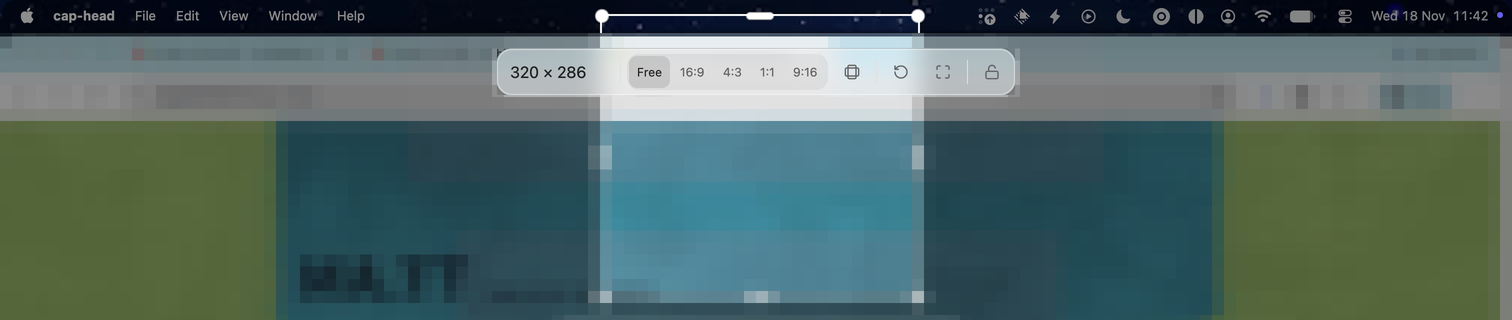 cap-head File Edit View Window Help Wed 18 Nov 11:42
320 × 286 Free 16:9 4:3 1:1 9:16
MATT